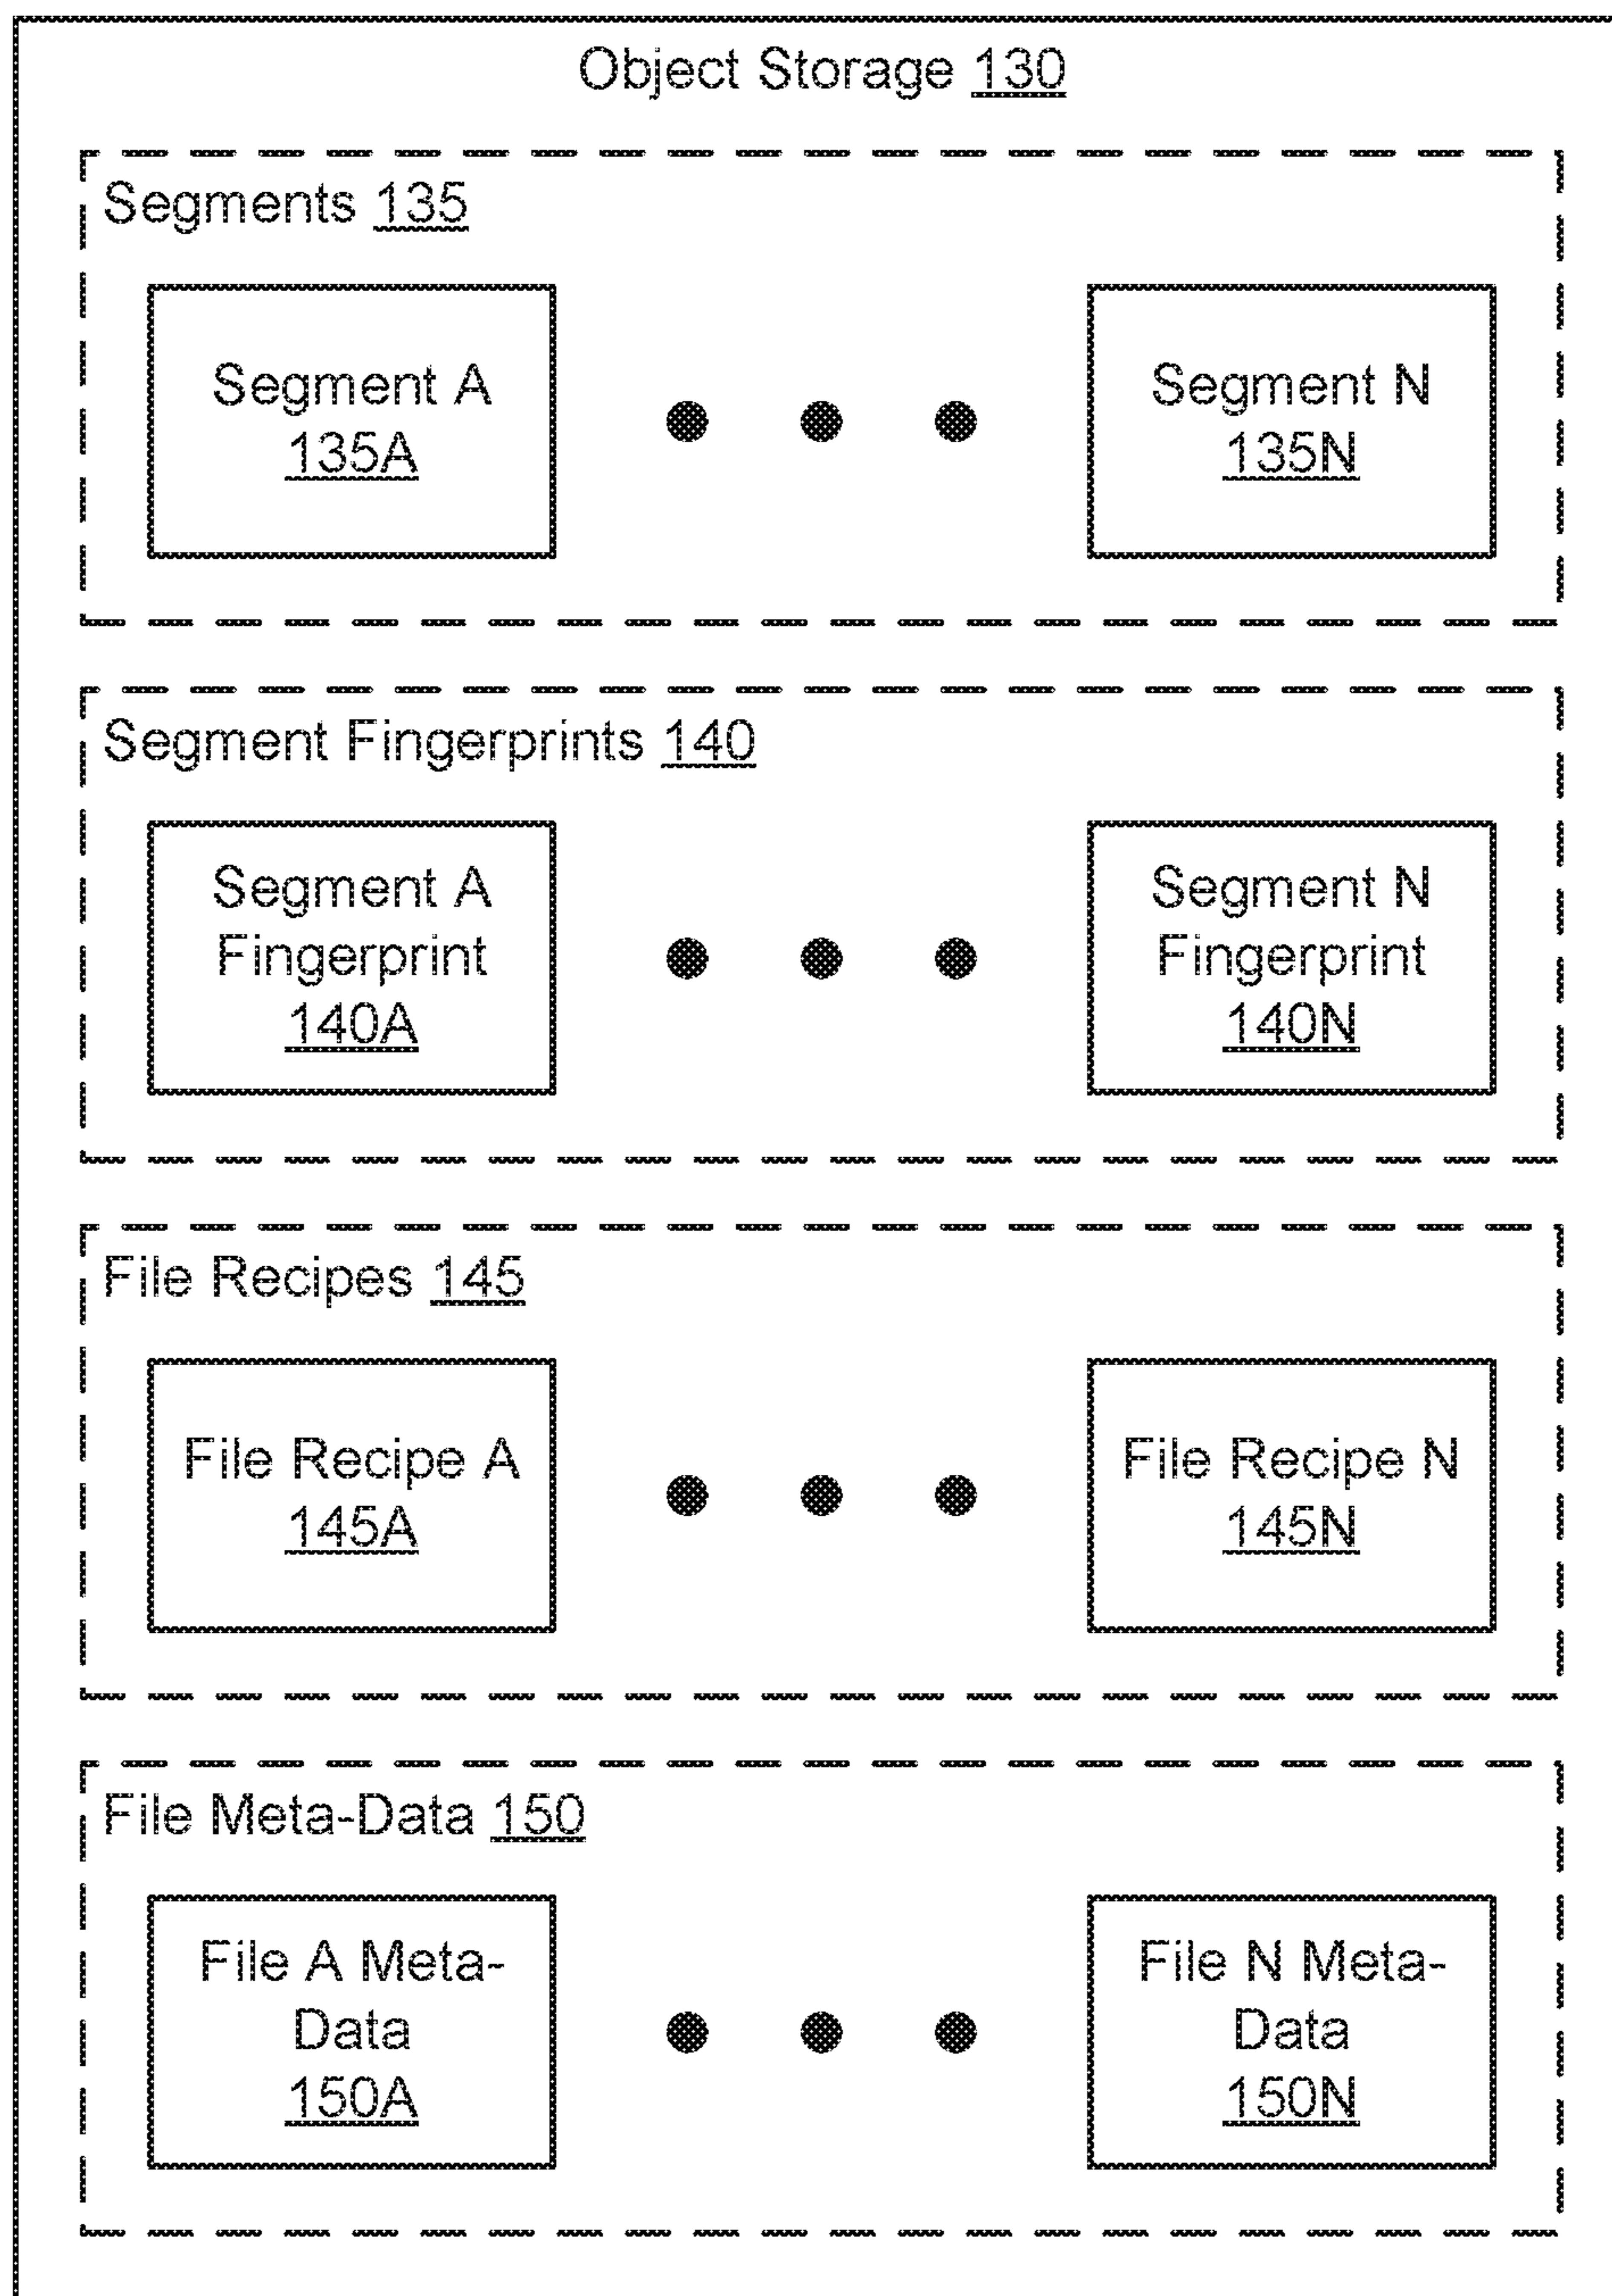 Object Storage 130
Segments 135
Segment A
135A
Segment N
135N
Segment Fingerprints 140
Segment A
Fingerprint
140A
Segment N
Fingerprint
140N
File Recipes 145
File Recipe A
145A
File Recipe N
145N
File Meta-Data 150
File A Meta-
Data
150A
File N Meta-
Data
150N